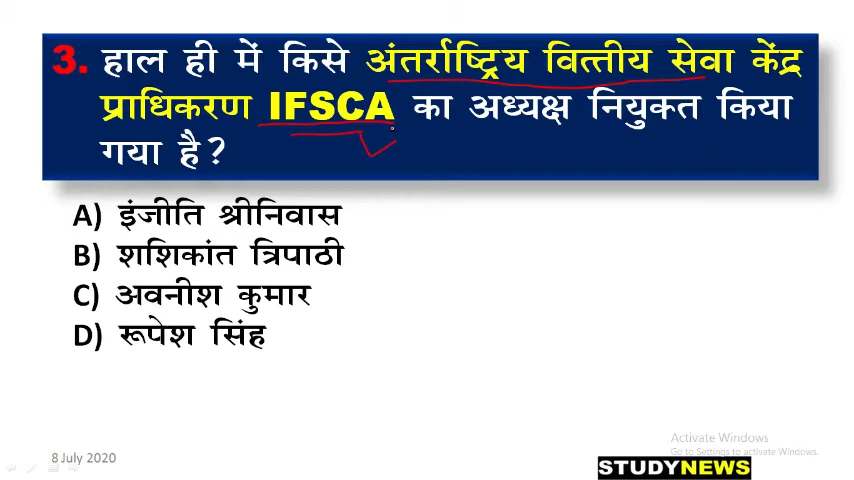 3. हाल ही में किसे अंतर्राष्ट्रिय वित्तीय सेवा केंद्र
प्राधिकरण IFSCA का अध्यक्ष नियुक्त किया
गया है?
A) इंजीति श्रीनिवास
B) शशिकांत त्रिपाठी
C) अवनीश कुमार
D) रूपेश सिंह
Activate Windows
Go to Settings to activate Windows.
8 July 2020
STUDYNEWS